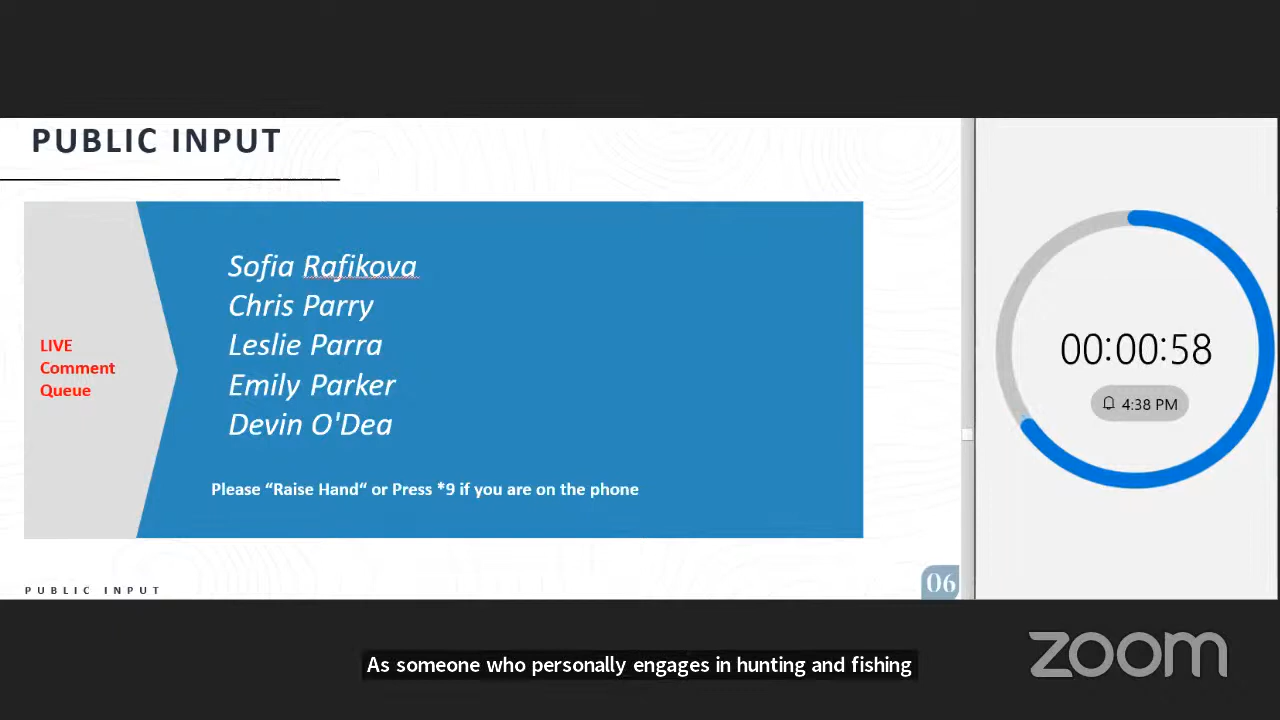 PUBLIC INPUT
Sofia Rafikova
Chris Parry
Leslie Parra
Emily Parker
Devin O'Dea
LIVE
Comment
Queue
Please “Raise Hand“ or Press *9 if you are on the phone
PUBLIC INPUT
06
00:00:58
4:38 PM
As someone who personally engages in hunting and fishing
zoom